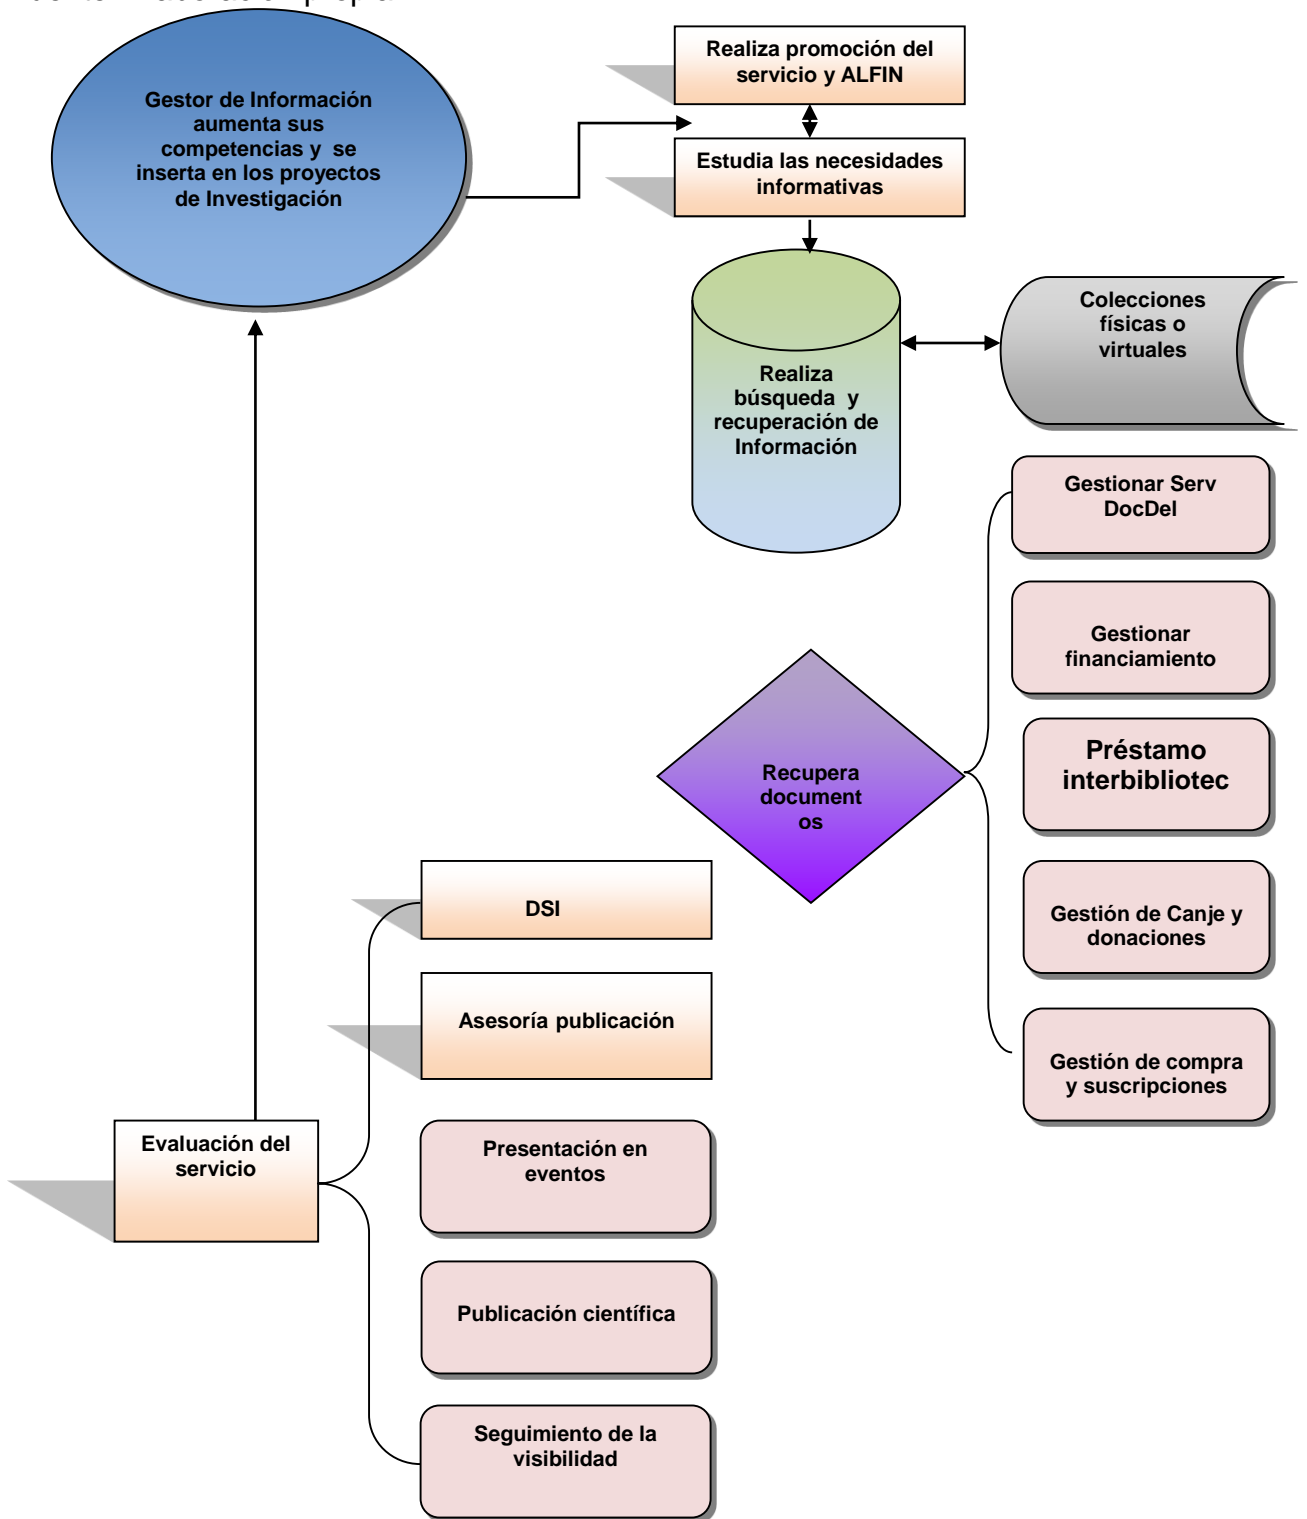 Gestor de Información
aumenta sus
competencias y se
inserta en los proyectos
de Investigación
Realiza promoción del
servicio y ALFIN
Estudia las necesidades
informativas
Colecciones
físicas o
virtuales
Realiza
búsqueda y
recuperación de
Información
Gestionar Serv
DocDel
Gestionar
financiamiento
Préstamo
interbibliotec
Recupera
document
os
Gestión de Canje y
donaciones
Gestión de compra
y suscripciones
DSI
Asesoría publicación
Evaluación del
servicio
Presentación en
eventos
Publicación científica
Seguimiento de la
visibilidad